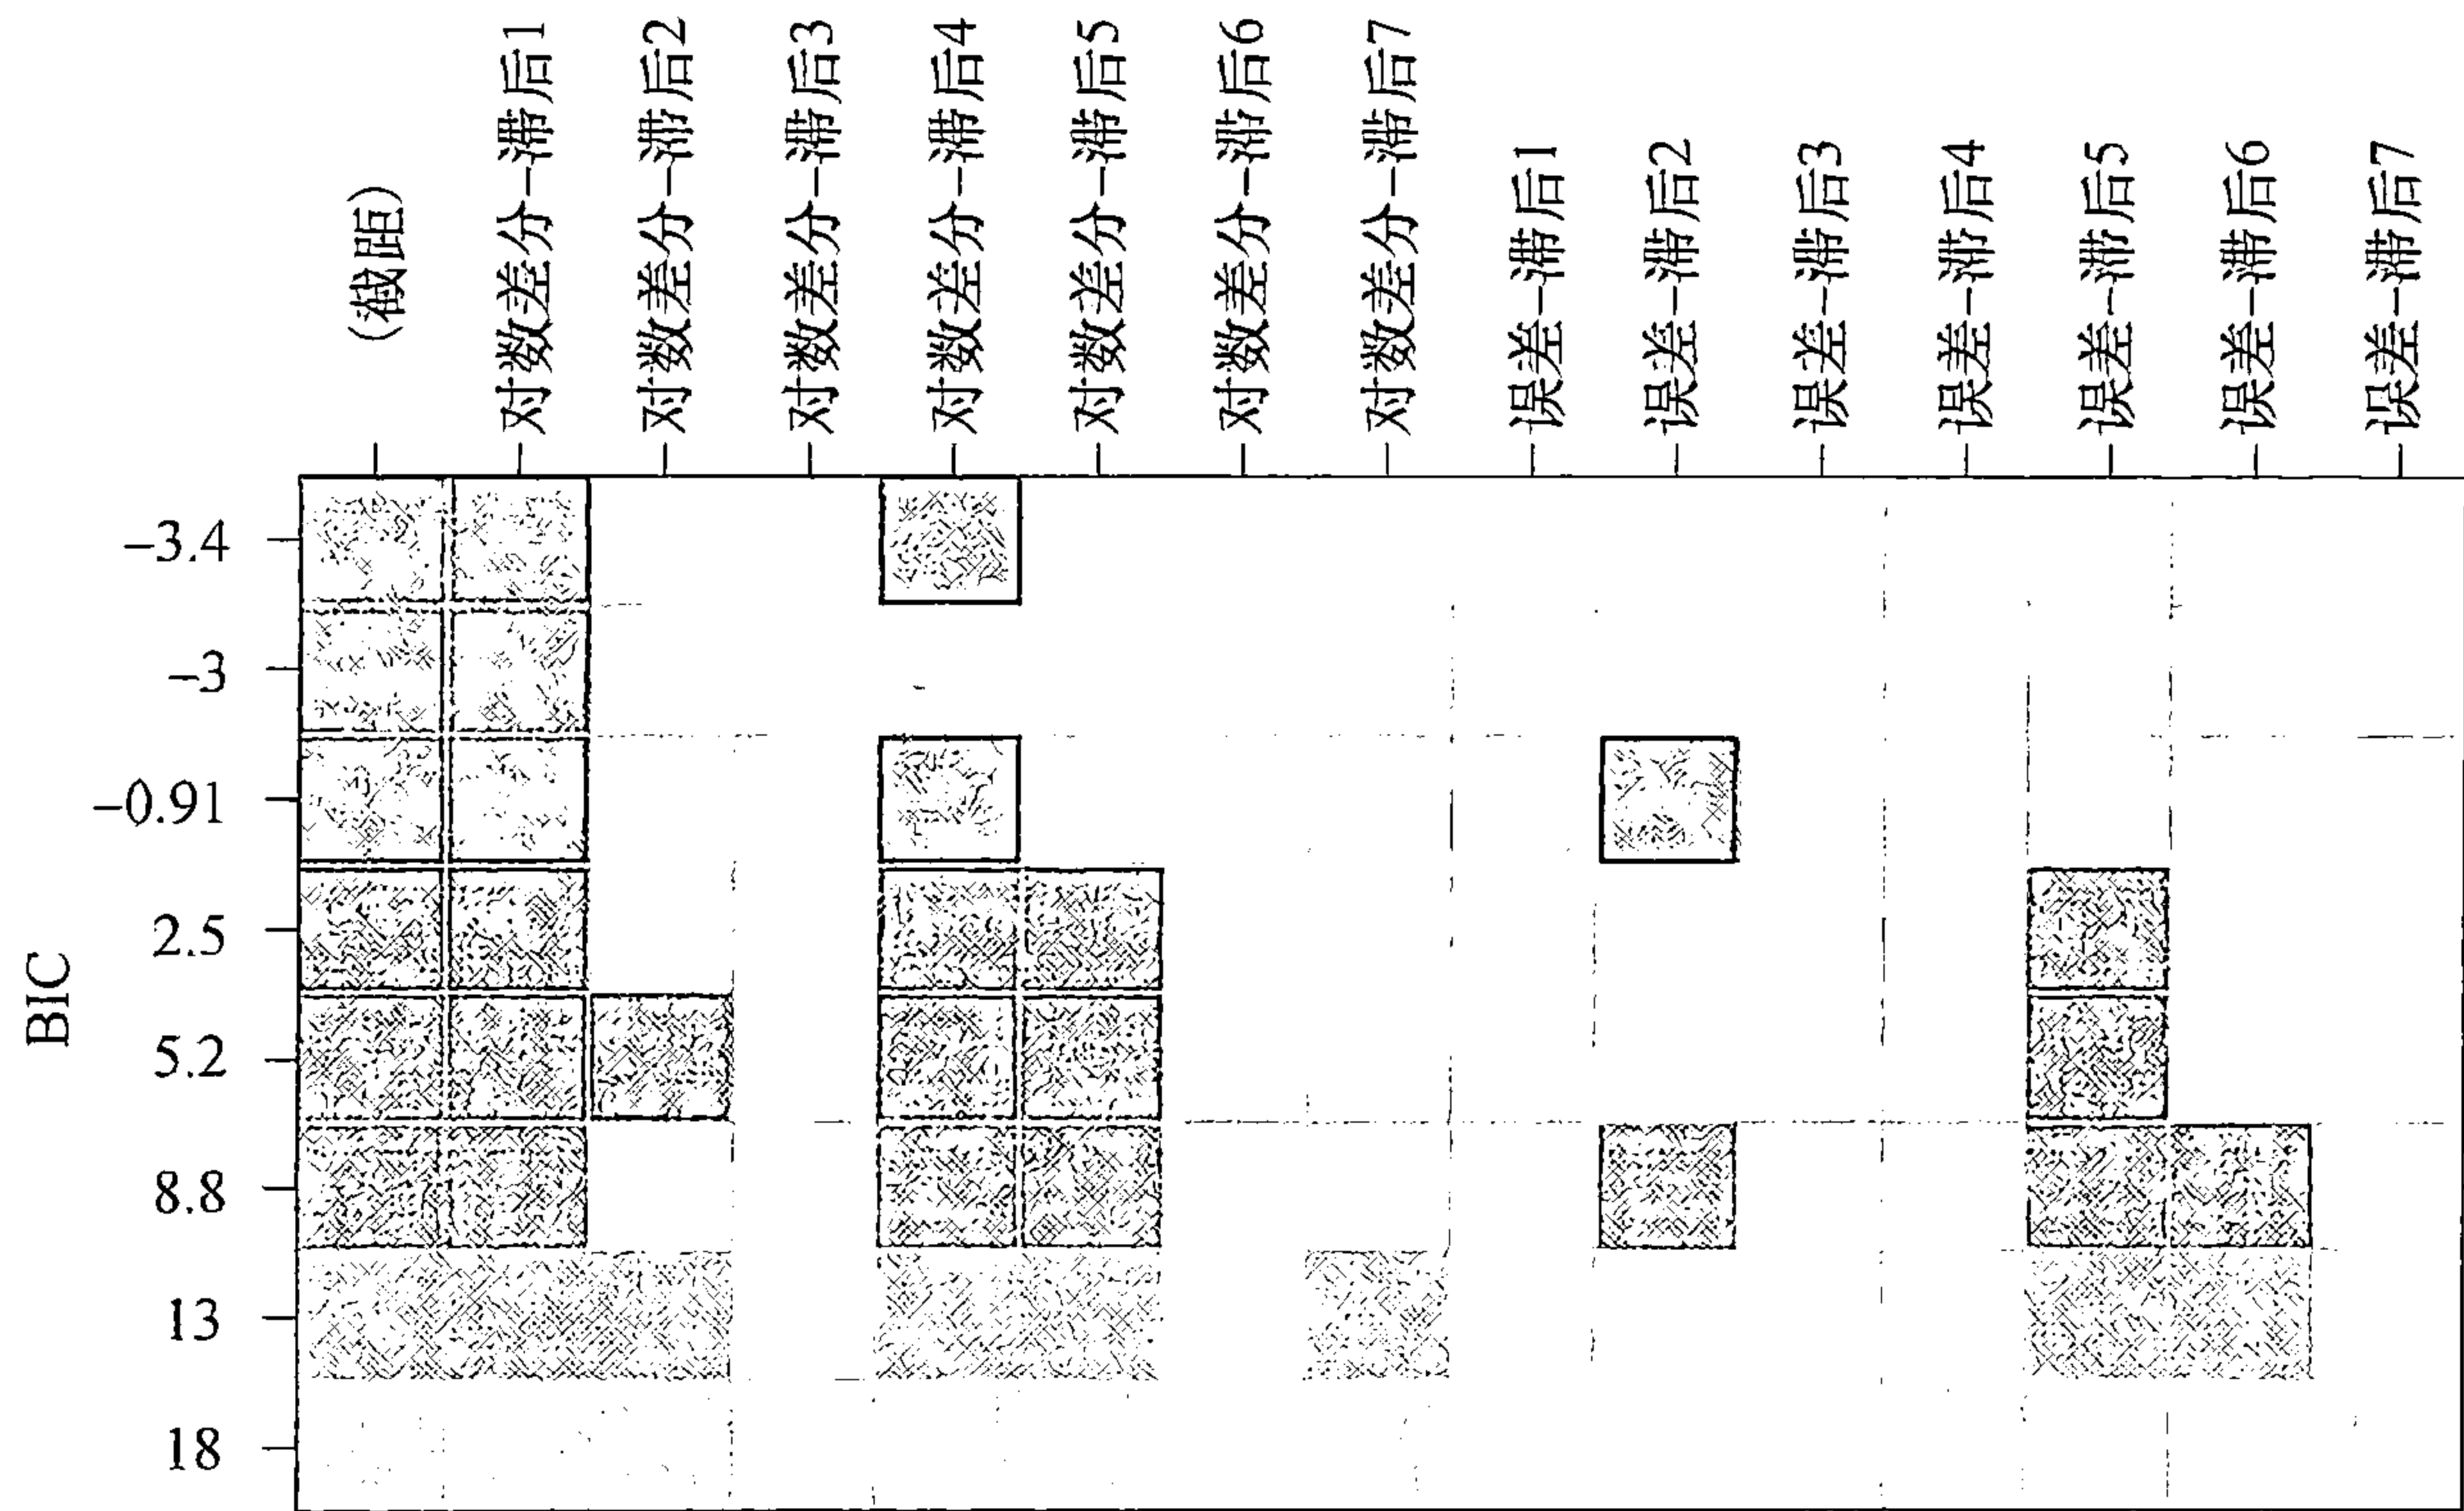 (截距)
对数差分-滞后1
对数差分-滞后2
对数差分-滞后3
对数差分-滞后4
对数差分-滞后5
对数差分-滞后6
对数差分-滞后7
误差-滞后1
误差-滞后2
误差-滞后3
误差-滞后4
误差-滞后5
误差-滞后6
误差-滞后7
BIC
-3.4
-3
-0.91
2.5
5.2
8.8
13
18